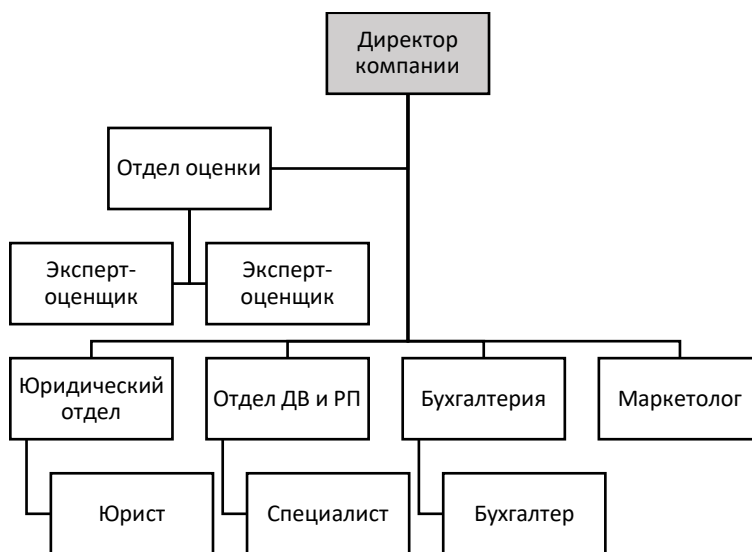 Директор
компании
Отдел оценки
Эксперт-
оценщик
Эксперт-
оценщик
Юридический
отдел
Отдел ДВ и РП
Бухгалтерия
Маркетолог
Юрист
Специалист
Бухгалтер